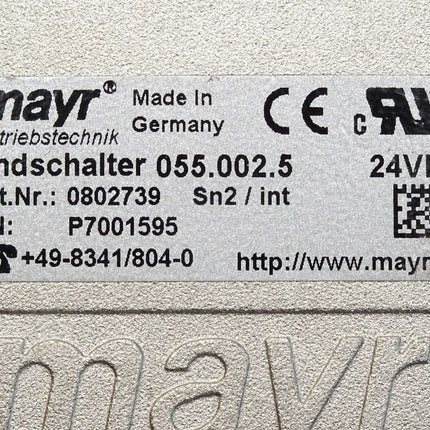 mayr® Made In Germany CE c
triebstechnik
ndschalter 055.002.5 24V
t.Nr.: 0802739 Sn2 / int
N: P7001595
+49-8341/804-0 http://www.mayr
mayr